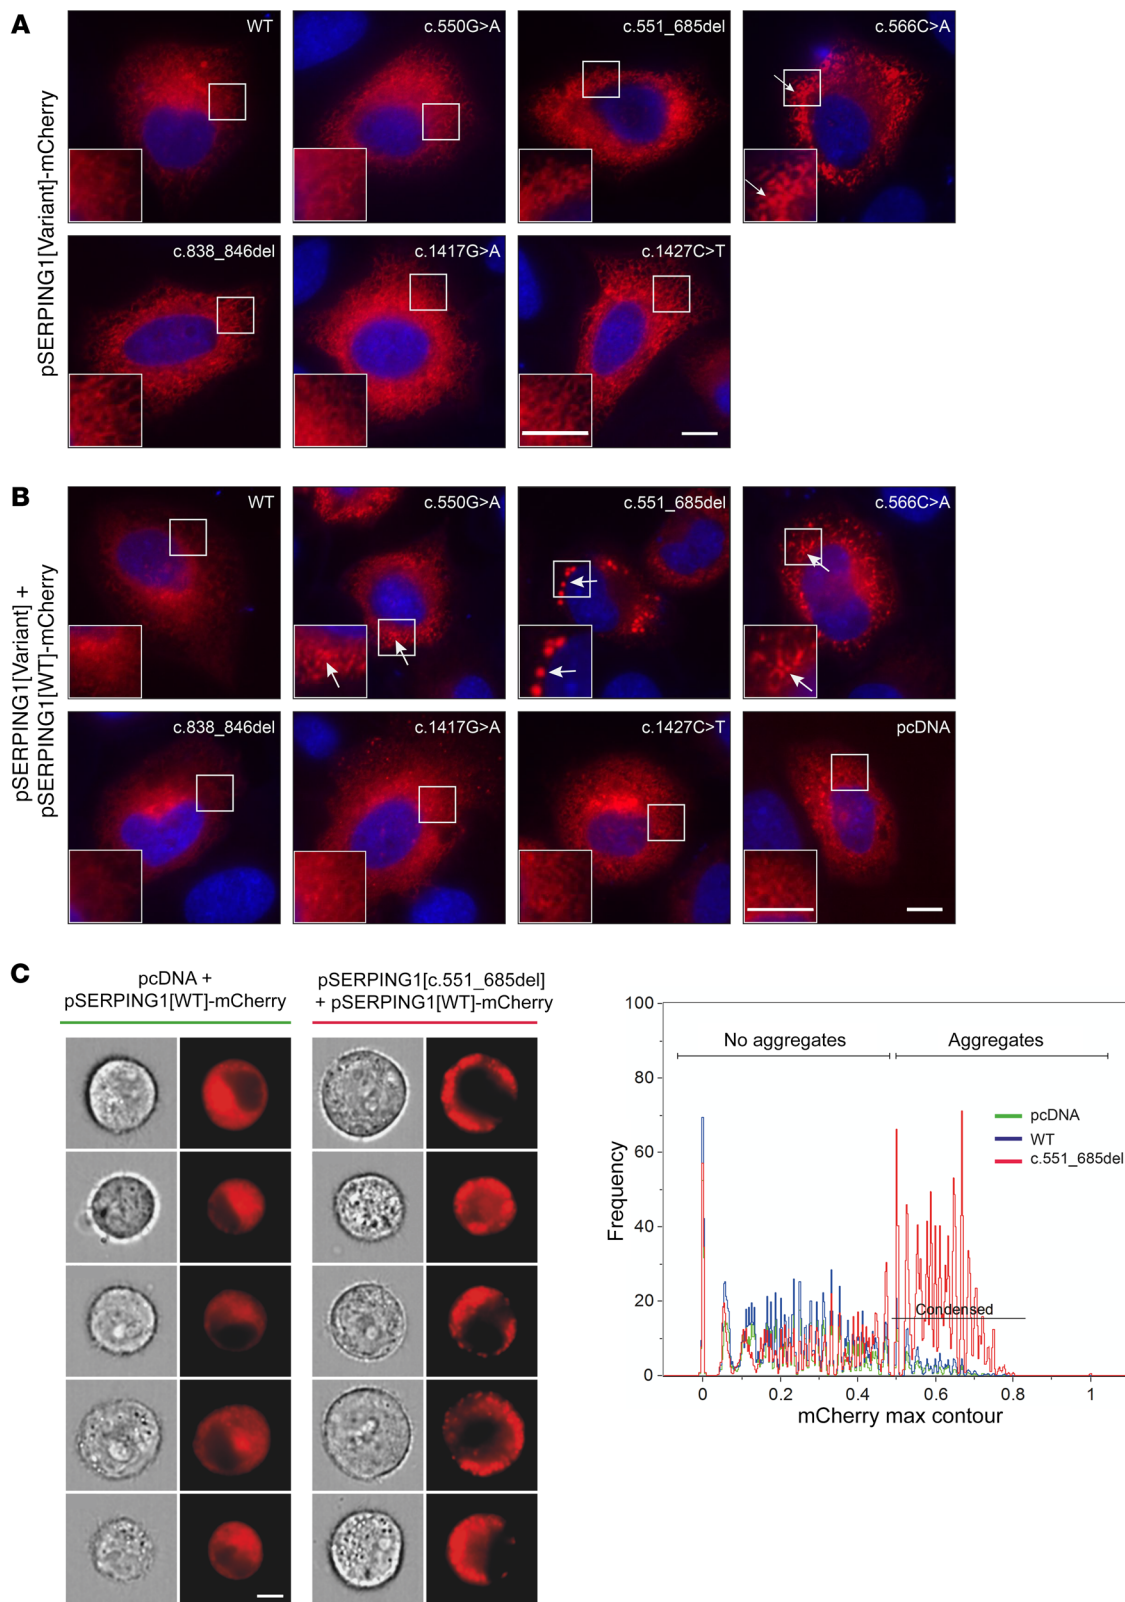 A
pSERPING1[Variant]-mCherry
WT
c.550G>A
c.551_685del
c.566C>A
c.838_846del
c.1417G>A
c.1427C>T
B
pSERPING1[Variant] +
pSERPING1[WT]-mCherry
WT
c.550G>A
c.551_685del
c.566C>A
c.838_846del
c.1417G>A
c.1427C>T
pcDNA
C
pcDNA +
pSERPING1[WT]-mCherry
pSERPING1[c.551_685del]
+ pSERPING1[WT]-mCherry
100
80
60
40
20
0
Frequency
No aggregates
Aggregates
pcDNA
WT
c.551_685del
Condensed
0
0.2
0.4
0.6
0.8
1
mCherry max contour